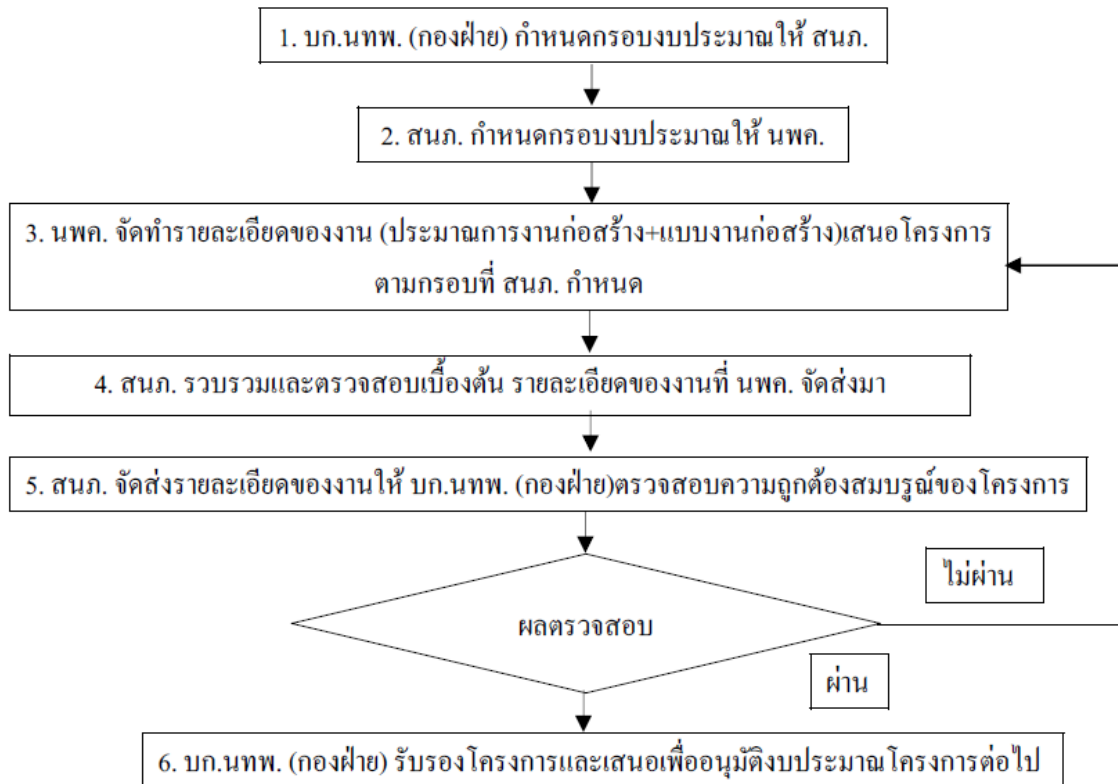 1. บก.นทพ. (กองฝ่าย) กำหนดกรอบงบประมาณให้ สนภ.
2. สนภ. กำหนดกรอบงบประมาณให้ นพค.
3. นพค. จัดทำรายละเอียดของงาน (ประมาณการงานก่อสร้าง+แบบงานก่อสร้าง)เสนอโครงการ
ตามกรอบที่ สนภ. กำหนด
4. สนภ. รวบรวมและตรวจสอบเบื้องต้น รายละเอียดของงานที่ นพค. จัดส่งมา
5. สนภ. จัดส่งรายละเอียดของงานให้ บก.นทพ. (กองฝ่าย)ตรวจสอบความถูกต้องสมบรูณ์ของโครงการ
ไม่ผ่าน
ผลตรวจสอบ
ผ่าน
6. บก.นทพ. (กองฝ่าย) รับรองโครงการและเสนอเพื่ออนุมัติงบประมาณโครงการต่อไป